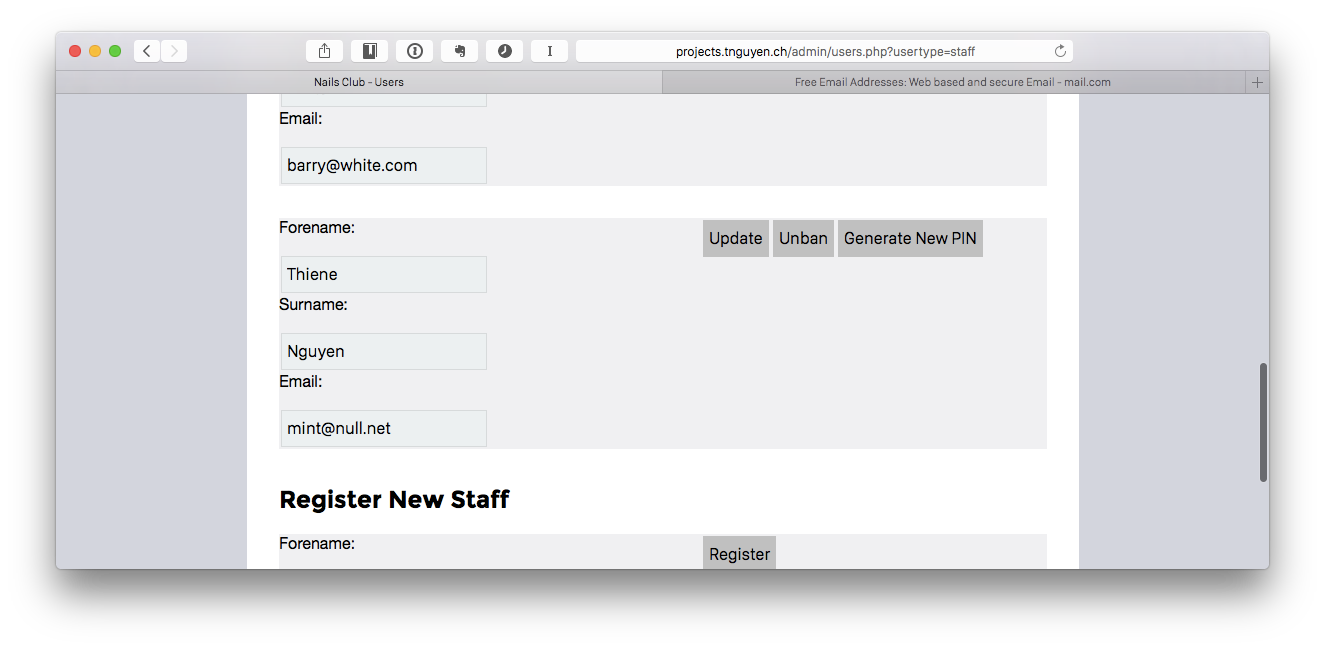 projects.tnguyen.ch/admin/users.php?usertype=staff
Nails Club - Users
Free Email Addresses: Web based and secure Email - mail.com
Email:
barry@white.com
Forename:
Update Unban Generate New PIN
Thiene
Surname:
Nguyen
Email:
mint@null.net
Register New Staff
Forename:
Register